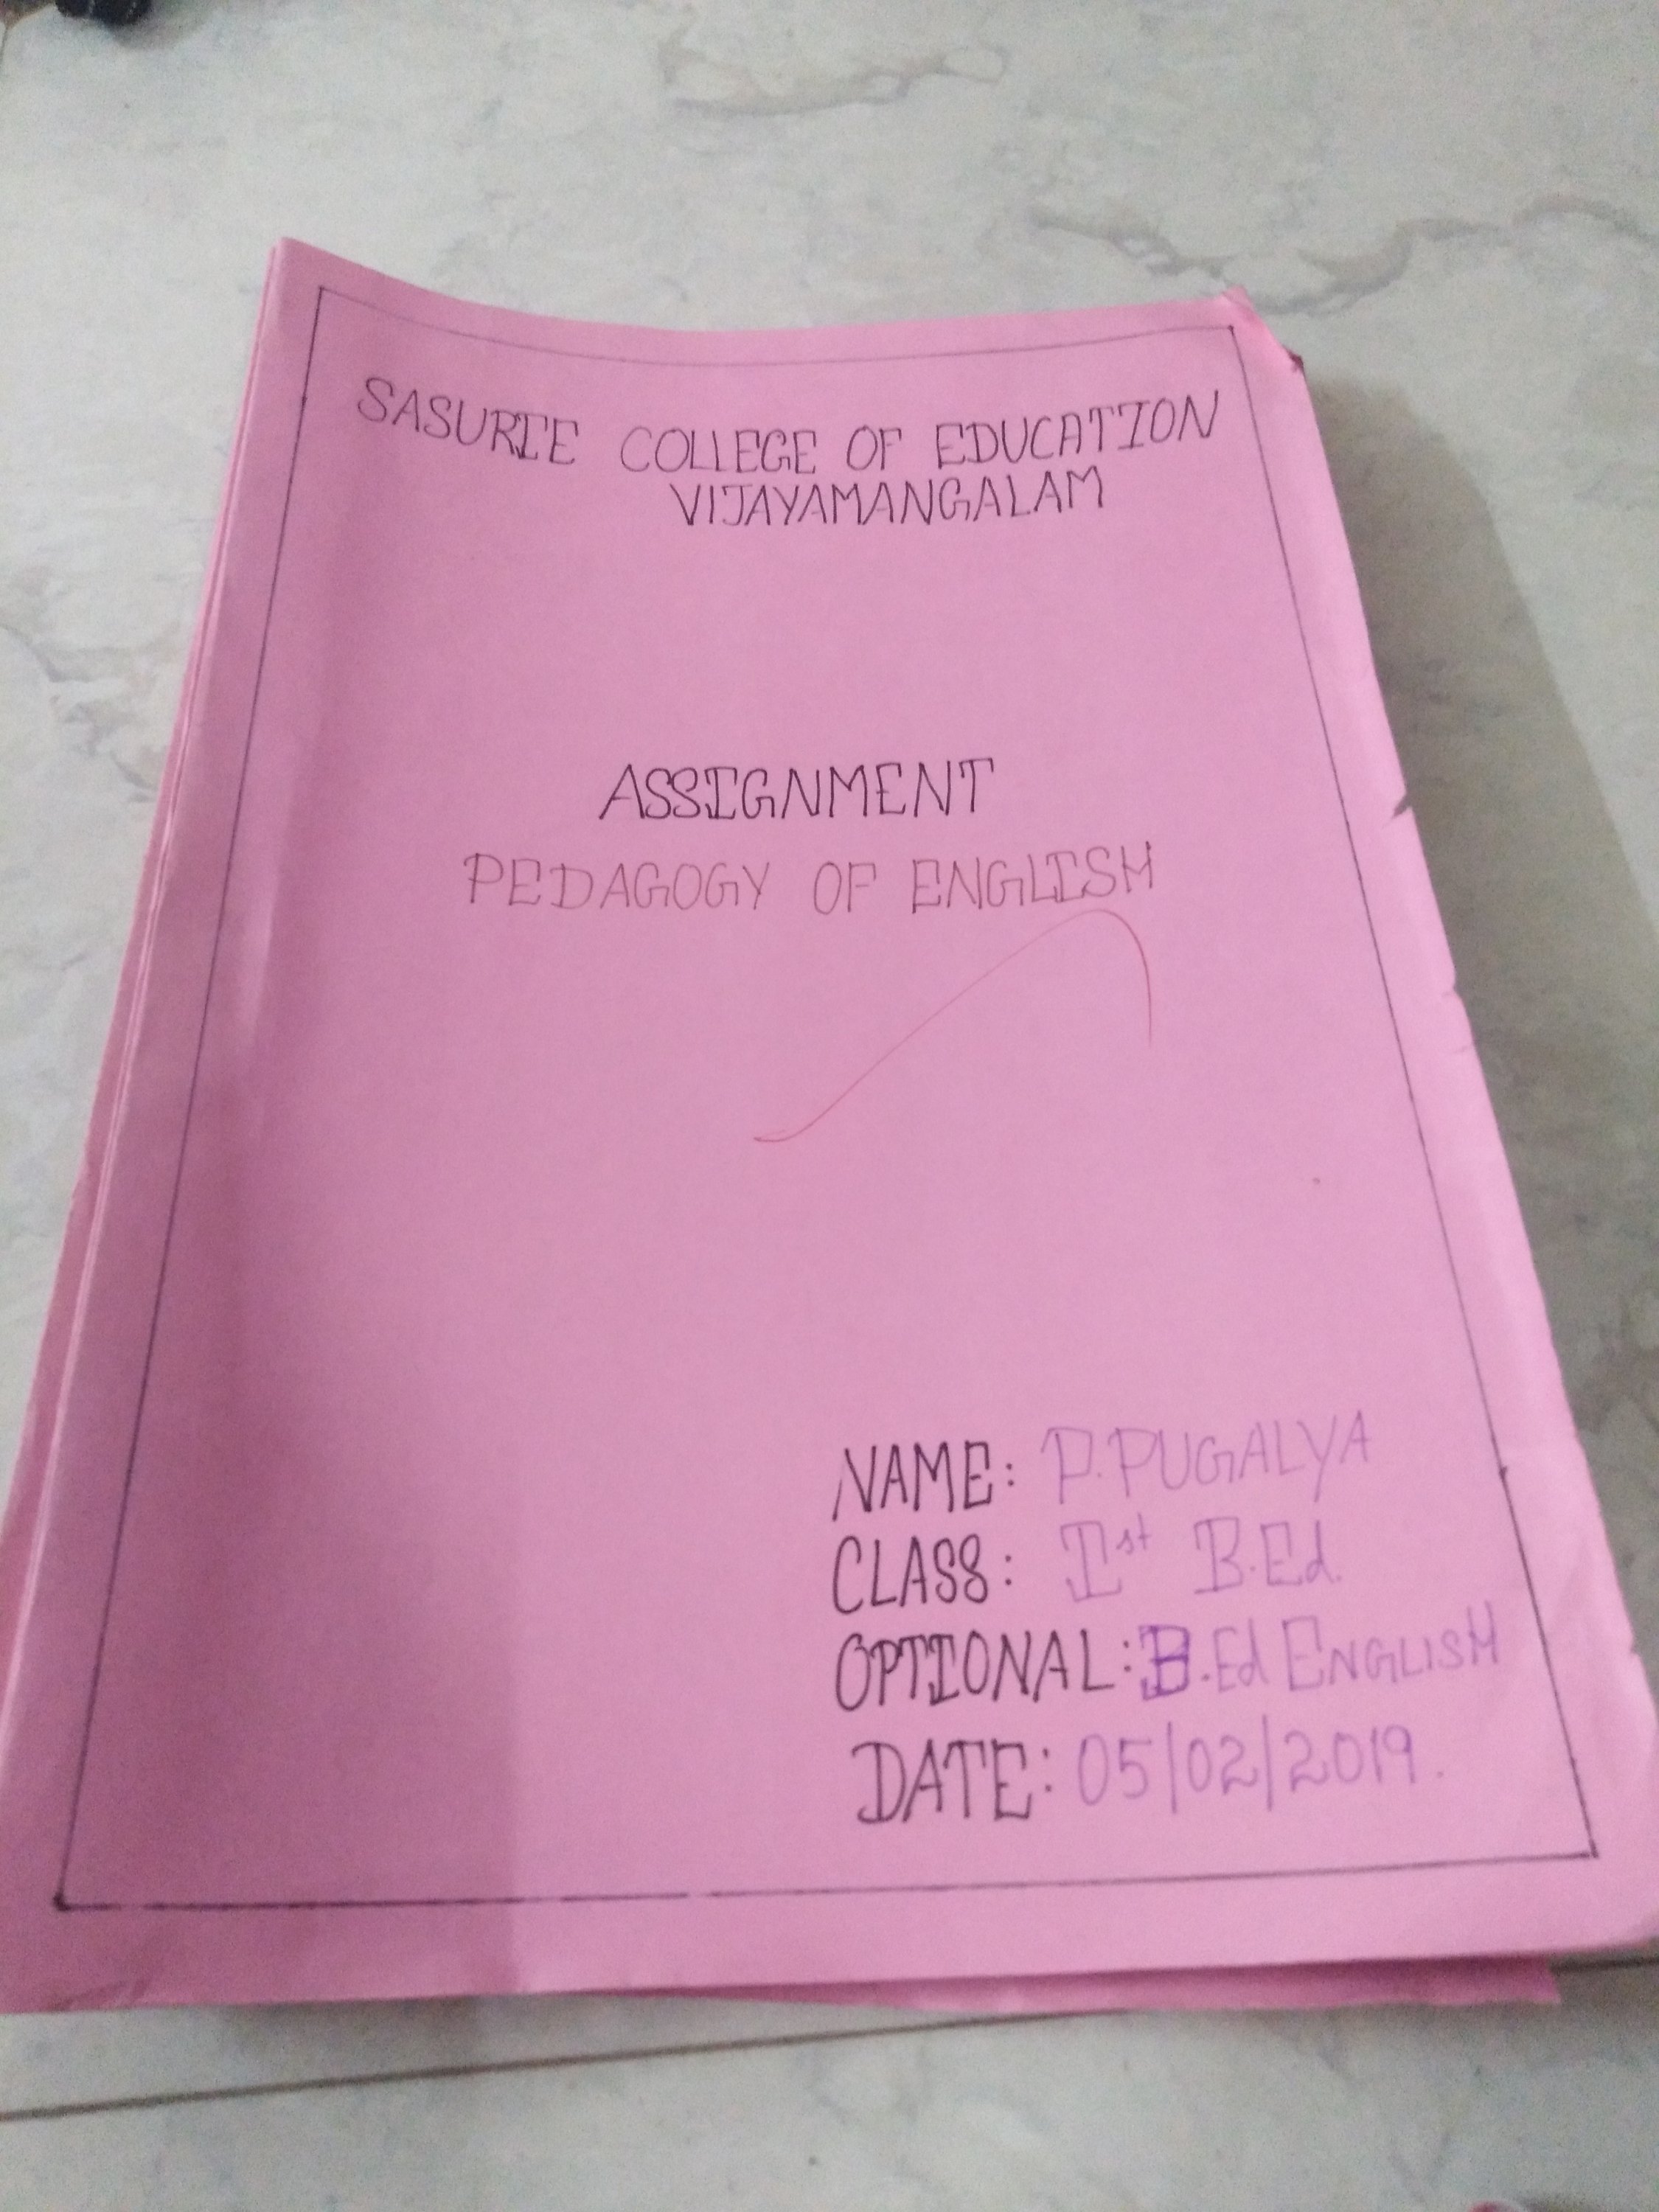 SASURIE COLLEGE OF EDUCATION
VIJAYAMANGALAM
ASSIGNMENT
PEDAGOGY OF ENGLISH
NAME: P.PUGALYA
CLASS: Ist B.Ed.
OPTIONAL: B.Ed ENGLISH
DATE: 05/02/2019.